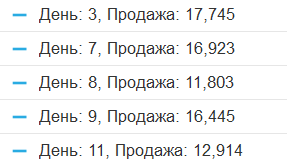 День: 3, Продажа: 17,745
День: 7, Продажа: 16,923
День: 8, Продажа: 11,803
День: 9, Продажа: 16,445
День: 11, Продажа: 12,914